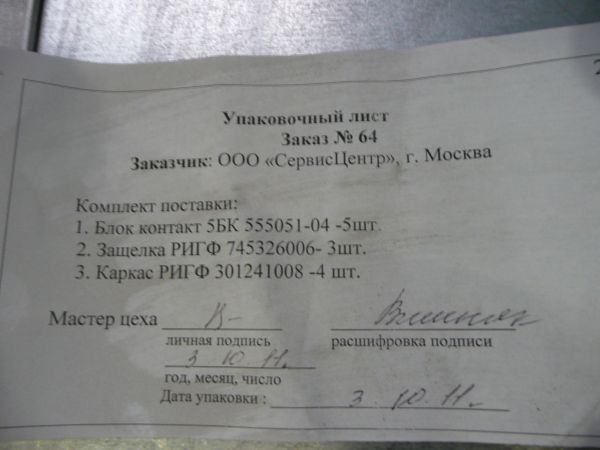 Упаковочный лист
Заказ № 64
Заказчик: ООО «СервисЦентр», г. Москва
Комплект поставки:
1. Блок контакт 5БК 555051-04 -5шт.
2. Защелка РИГФ 745326006- 3шт.
3. Каркас РИГФ 301241008 -4 шт.
Мастер цеха
личная подпись расшифровка подписи
3 10. 11г.
год, месяц, число
Дата упаковки : 3. 10. 11г.